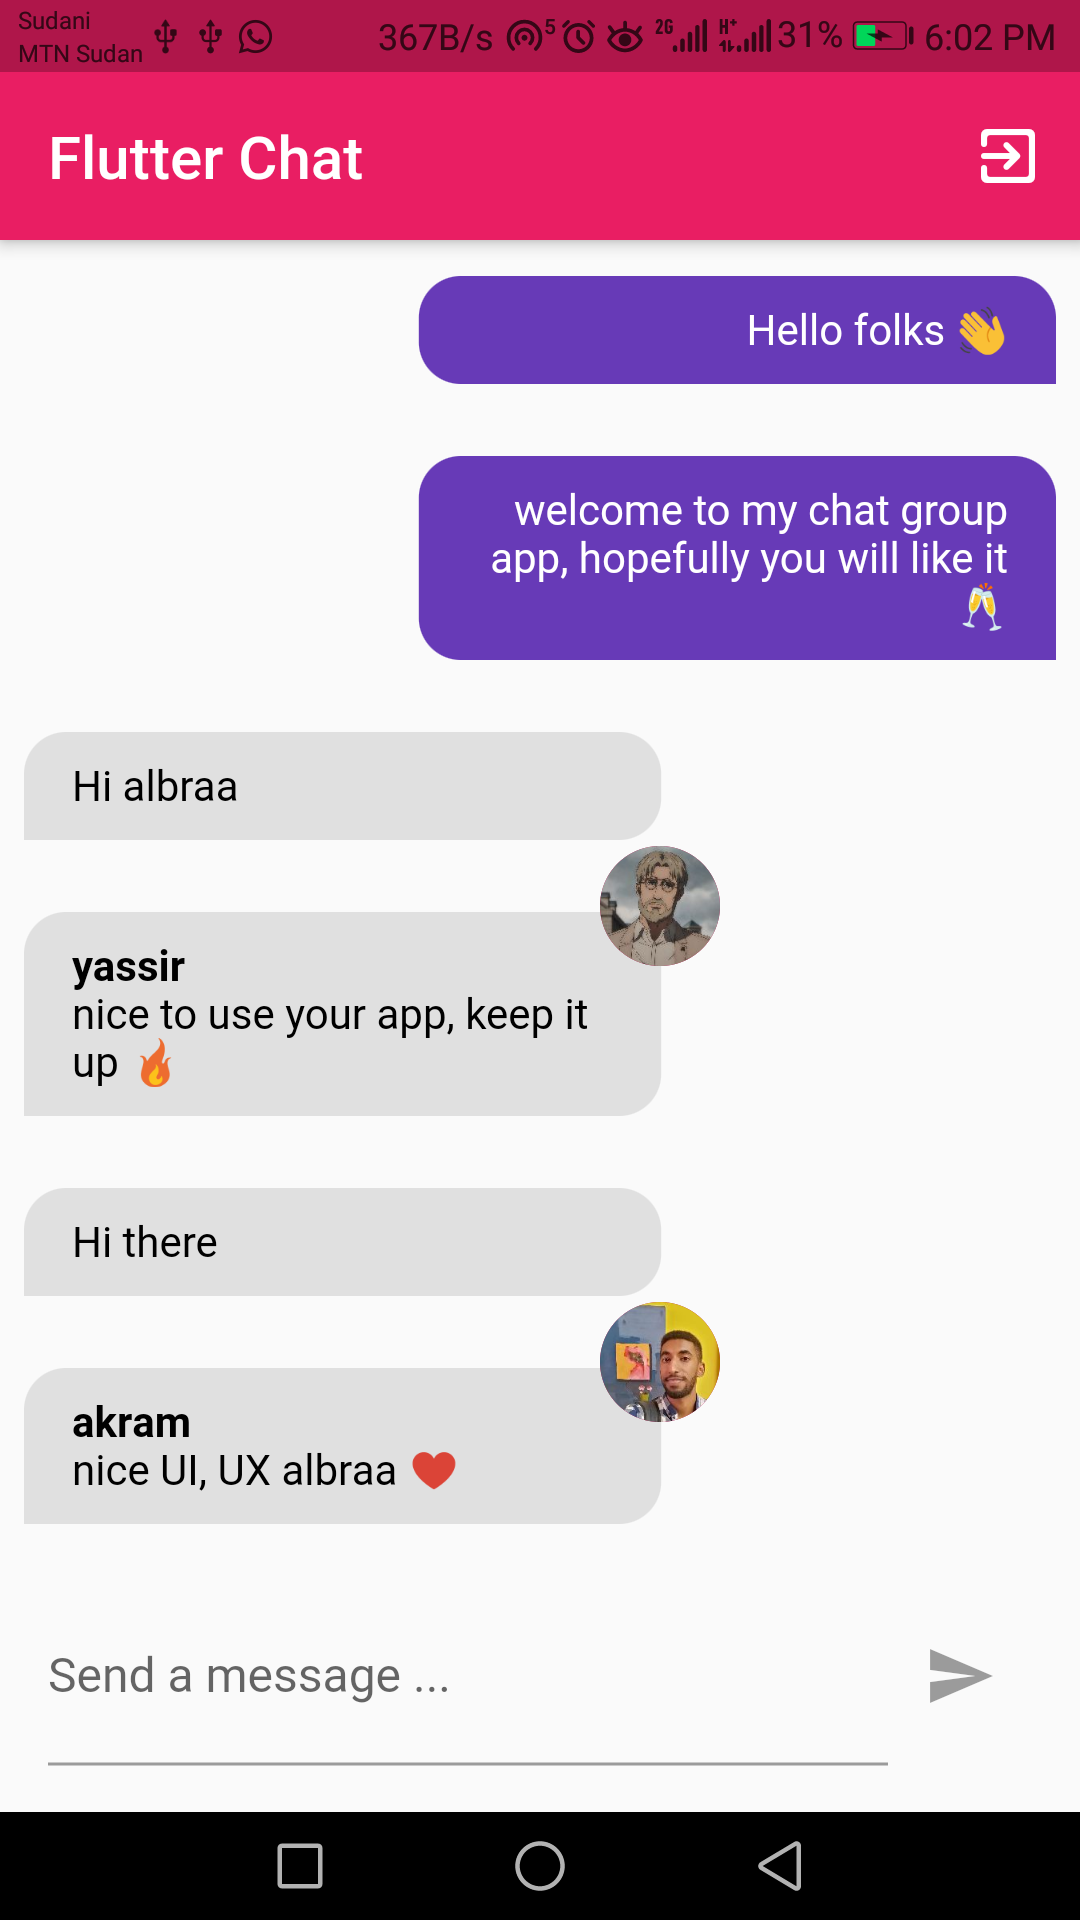 Sudani
MTN Sudan
367B/s 5 2G H+ 31% 6:02 PM
Flutter Chat
Hello folks 👋
welcome to my chat group
app, hopefully you will like it
🥂
Hi albraa
yassir
nice to use your app, keep it
up 🔥
Hi there
akram
nice UI, UX albraa ❤️
Send a message ...